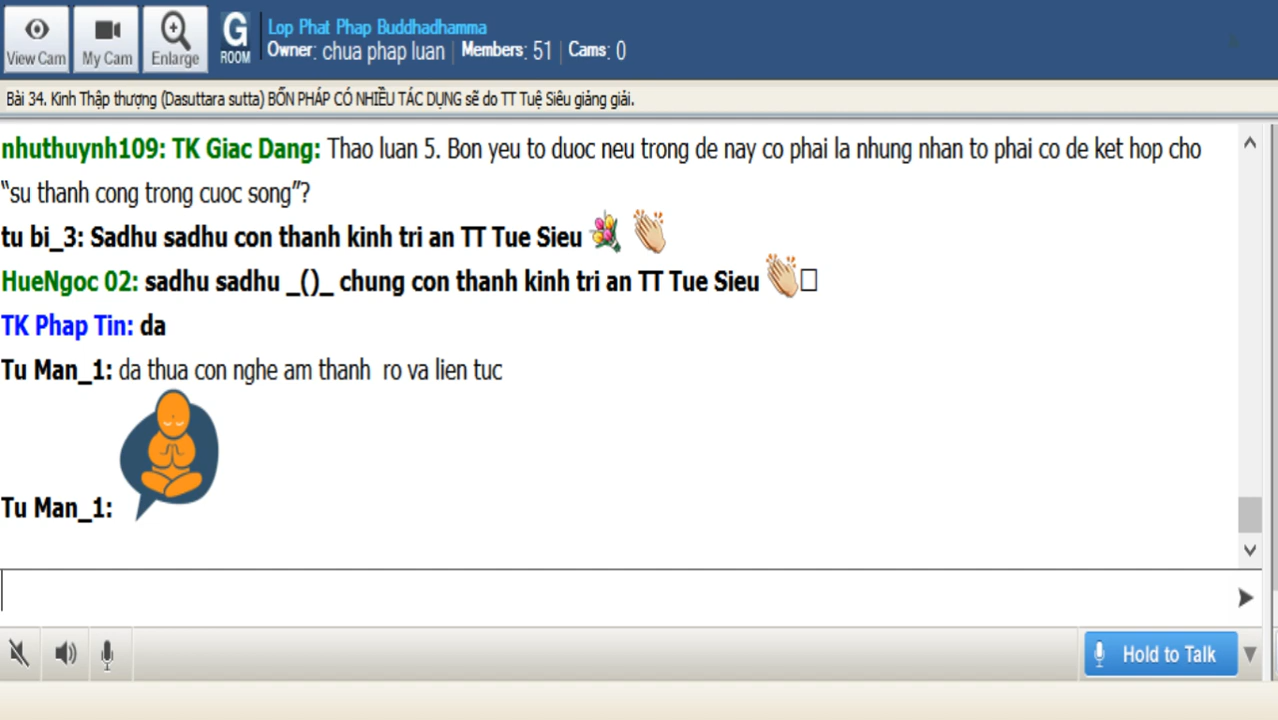 View Cam
My Cam
Enlarge
G
ROOM
Lop Phat Phap Buddhadhamma
Owner: chua phap luan | Members: 51 | Cams: 0
Bài 34. Kinh Thập thượng (Dasuttara sutta) BỐN PHÁP CÓ NHIỀU TÁC DỤNG sẽ do TT Tuệ Siêu giảng giải.
nhuthuynh109: TK Giac Dang: Thao luan 5. Bon yeu to duoc neu trong de nay co phai la nhung nhan to phai co de ket hop cho
“su thanh cong trong cuoc song”?
tu bi_3: Sadhu sadhu con thanh kinh tri an TT Tue Sieu
HueNgoc 02: sadhu sadhu _()_ chung con thanh kinh tri an TT Tue Sieu
TK Phap Tin: da
Tu Man_1: da thua con nghe am thanh ro va lien tuc
Tu Man_1:
Hold to Talk